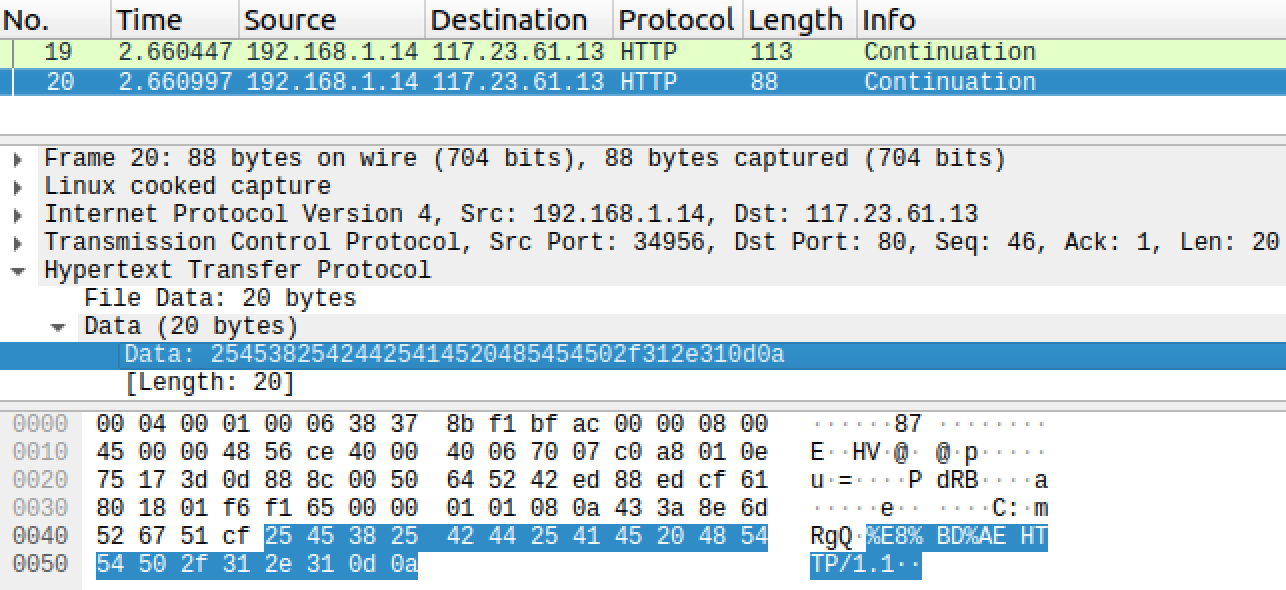 No. Time Source Destination Protocol Length Info
19 2.660447 192.168.1.14 117.23.61.13 HTTP 113 Continuation
20 2.660997 192.168.1.14 117.23.61.13 HTTP 88 Continuation
Frame 20: 88 bytes on wire (704 bits), 88 bytes captured (704 bits)
Linux cooked capture
Internet Protocol Version 4, Src: 192.168.1.14, Dst: 117.23.61.13
Transmission Control Protocol, Src Port: 34956, Dst Port: 80, Seq: 46, Ack: 1, Len: 20
Hypertext Transfer Protocol
File Data: 20 bytes
Data (20 bytes)
Data: 25453825424425414520485454502f312e310d0a
[Length: 20]
0000 00 04 00 01 00 06 38 37 8b f1 bf ac 00 00 08 00 ······87 ········
0010 45 00 00 48 56 ce 40 00 40 06 70 07 c0 a8 01 0e E··HV·@· @·p·····
0020 75 17 3d 0d 88 8c 00 50 64 52 42 ed 88 ed cf 61 u·=····P dRB····a
0030 80 18 01 f6 f1 65 00 00 01 01 08 0a 43 3a 8e 6d ·····e·· ····C:·m
0040 52 67 51 cf 25 45 38 25 42 44 25 41 45 20 48 54 RgQ·%E8% BD%AE HT
0050 54 50 2f 31 2e 31 0d 0a TP/1.1··